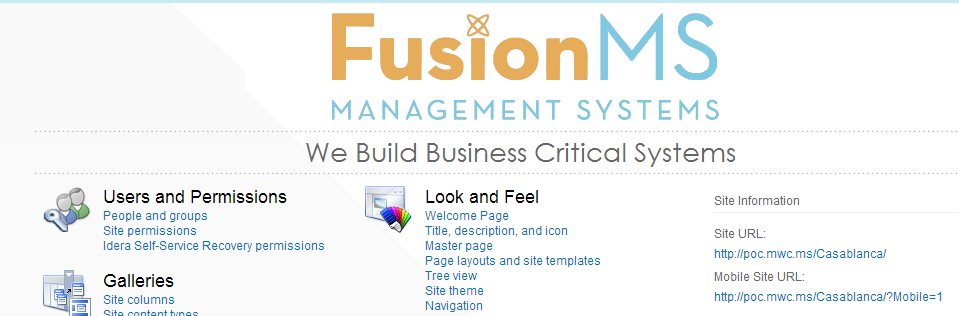 FusionMS
MANAGEMENT SYSTEMS
We Build Business Critical Systems
Users and Permissions
People and groups
Site permissions
Idera Self-Service Recovery permissions
Galleries
Site columns
Site content types
Look and Feel
Welcome Page
Title, description, and icon
Master page
Page layouts and site templates
Tree view
Site theme
Navigation
Site Information
Site URL:
http://poc.mwc.ms/Casablanca/
Mobile Site URL:
http://poc.mwc.ms/Casablanca/?Mobile=1